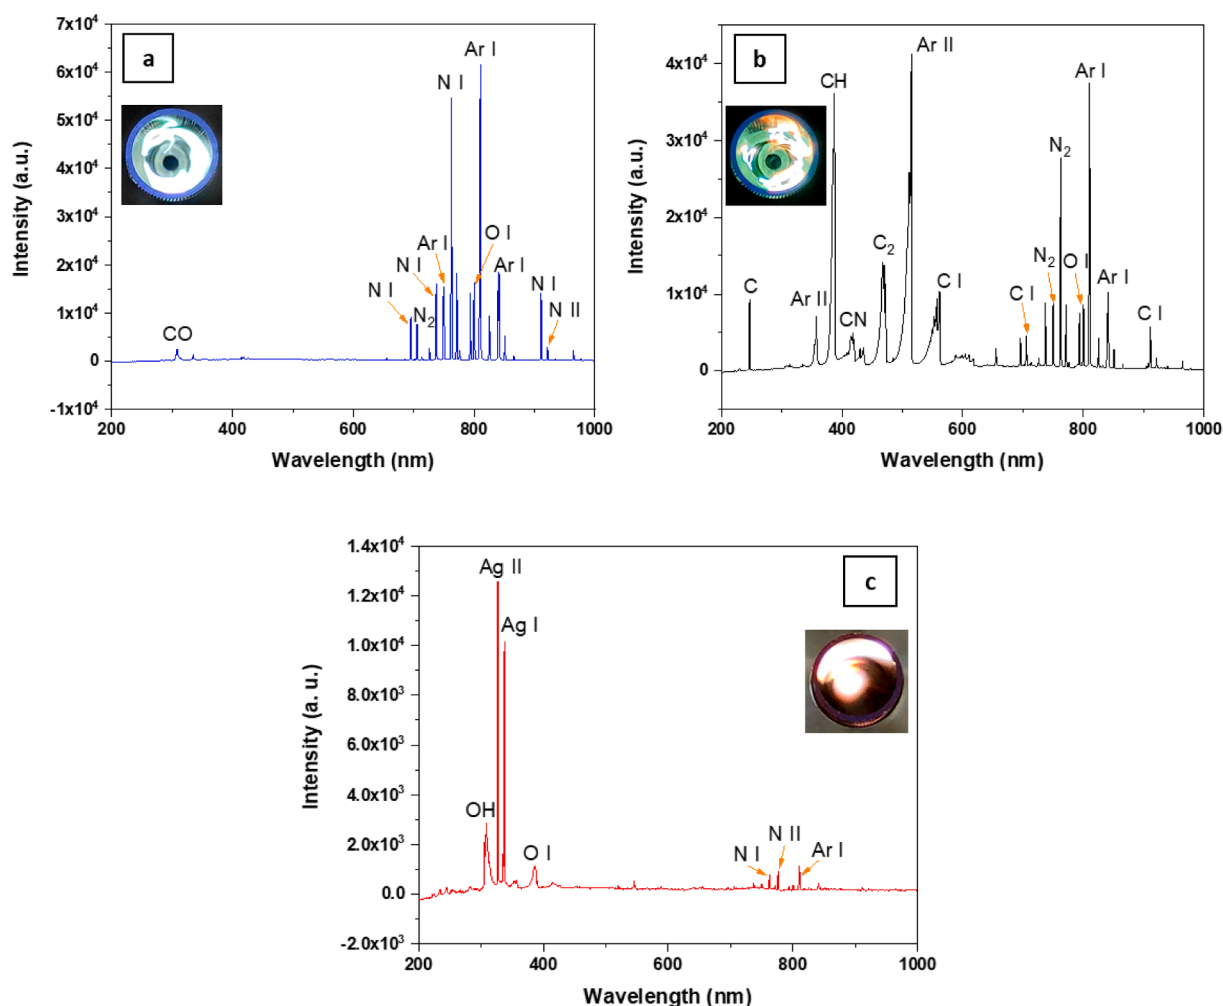 a
7x10⁴
6x10⁴
5x10⁴
4x10⁴
3x10⁴
2x10⁴
1x10⁴
0
-1x10⁴
Intensity (a.u.)
Ar I
N I
O I
Ar I
N I
Ar I
N I
N I
N₂
N II
CO
200
400
600
800
1000
Wavelength (nm)
b
4x10⁴
3x10⁴
2x10⁴
1x10⁴
0
Intensity (a.u.)
Ar II
CH
Ar I
N₂
C₂
N₂
O I
C
C I
C I
Ar I
Ar II
CN
C I
200
400
600
800
1000
Wavelength (nm)
c
1.4x10⁴
1.2x10⁴
1.0x10⁴
8.0x10³
6.0x10³
4.0x10³
2.0x10³
0.0
-2.0x10³
Intensity (a. u.)
Ag II
Ag I
OH
O I
N I
N II
Ar I
200
400
600
800
1000
Wavelength (nm)